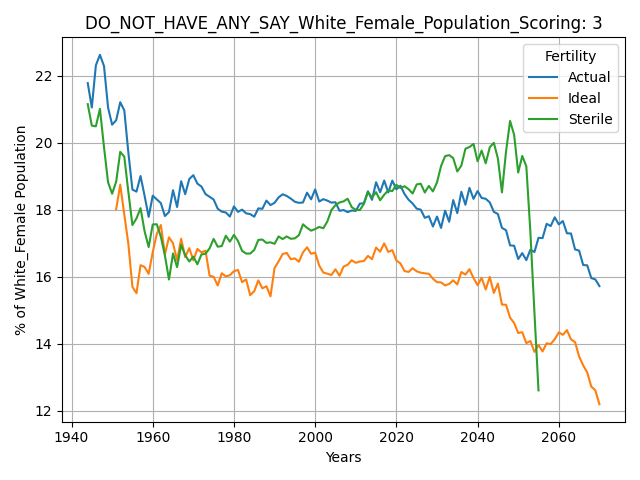 DO_NOT_HAVE_ANY_SAY_White_Female_Population_Scoring: 3
Fertility
Actual
Ideal
Sterile
% of White_Female Population
22
20
18
16
14
12
1940
1960
1980
2000
2020
2040
2060
Years